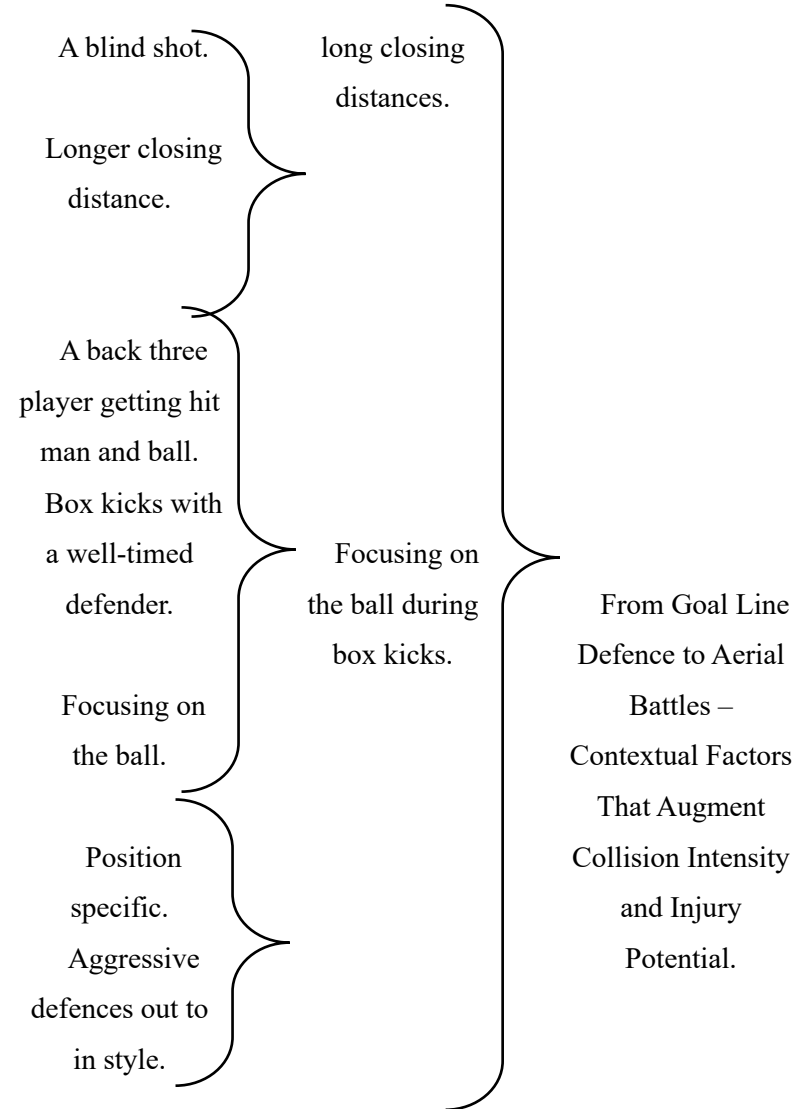 A blind shot.
Longer closing
distance.
A back three
player getting hit
man and ball.
Box kicks with
a well-timed
defender.
Focusing on
the ball.
Position
specific.
Aggressive
defences out to
in style.
long closing
distances.
Focusing on
the ball during
box kicks.
From Goal Line
Defence to Aerial
Battles –
Contextual Factors
That Augment
Collision Intensity
and Injury
Potential.